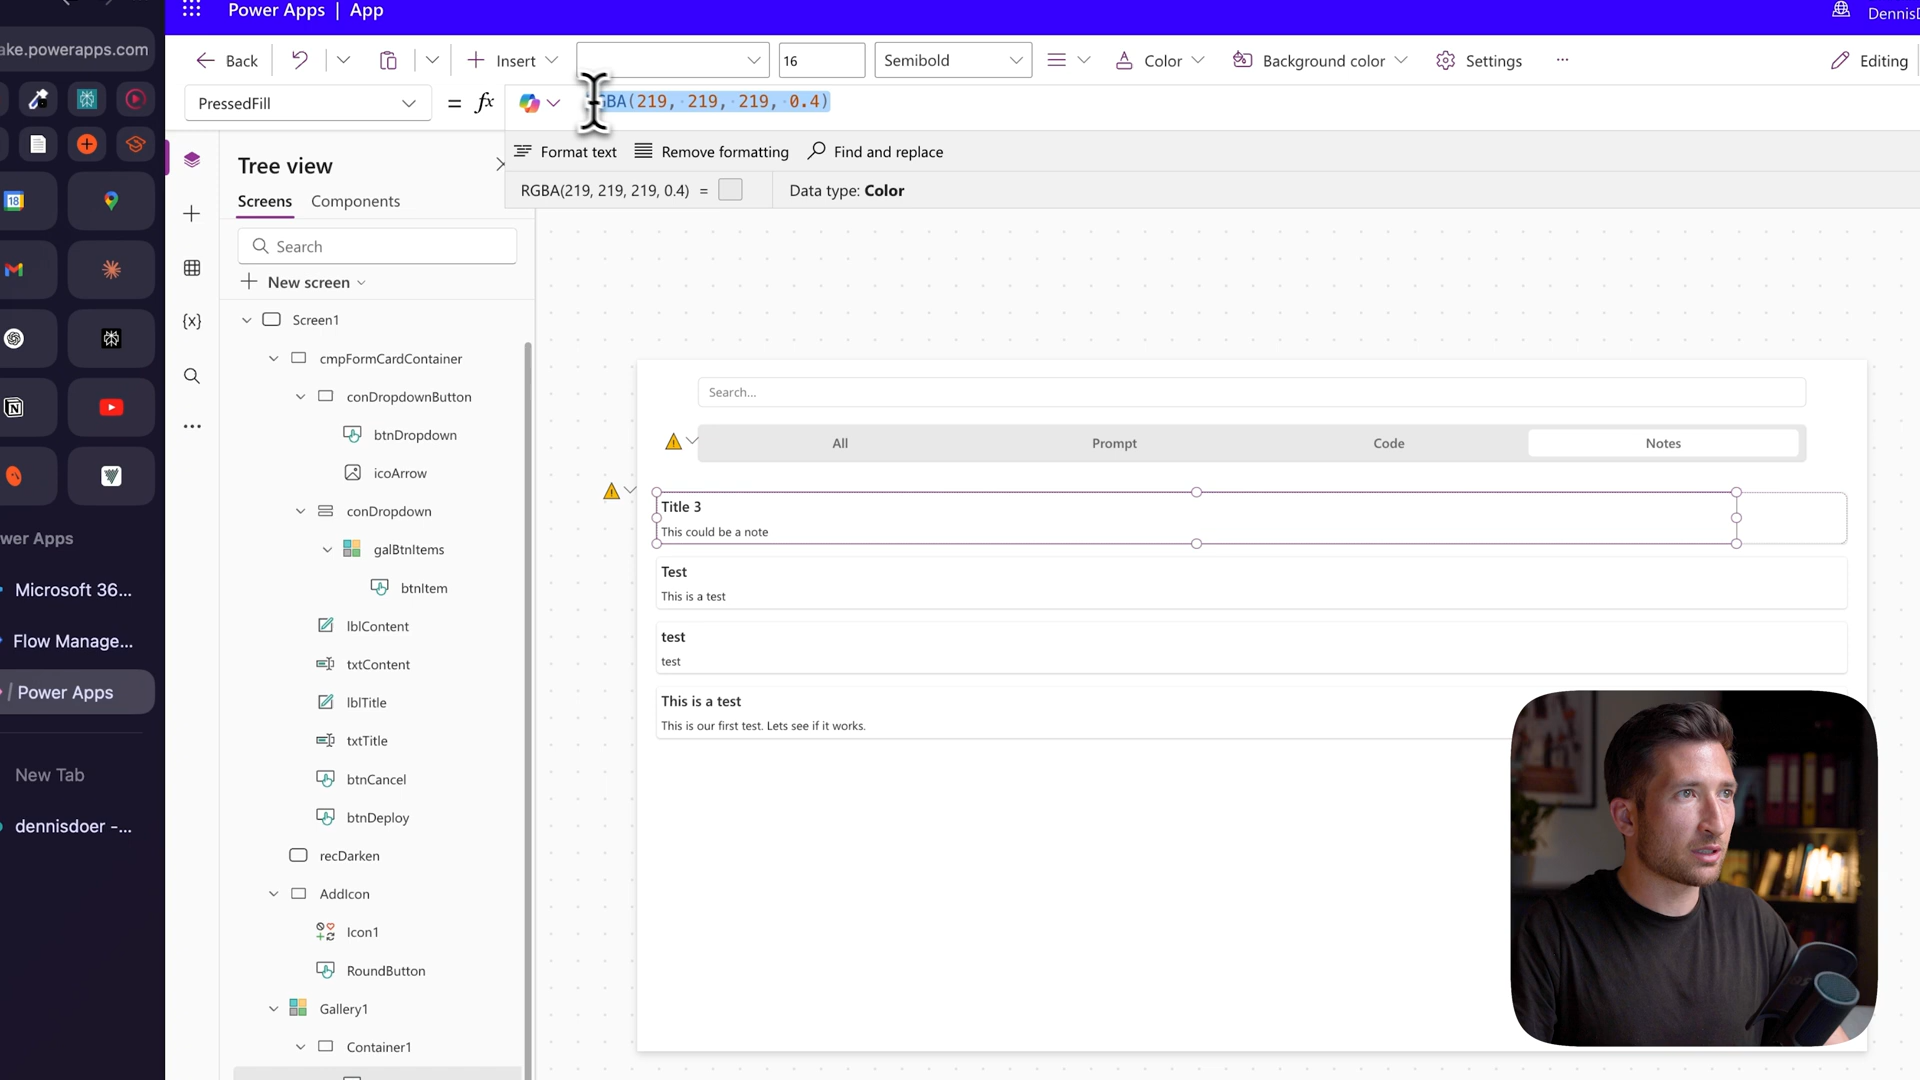 Power Apps | App
DennisD
ake.powerapps.com
Back
Insert
16
Semibold
Color
Background color
Settings
Editing
PressedFill
= fx
GBA(219, 219, 219, 0.4)
Format text
Remove formatting
Find and replace
RGBA(219, 219, 219, 0.4) =
Data type: Color
Tree view
Screens
Components
Search
New screen
Screen1
cmpFormCardContainer
conDropdownButton
btnDropdown
icoArrow
conDropdown
galBtnItems
btnItem
lblContent
txtContent
lblTitle
txtTitle
btnCancel
btnDeploy
recDarken
AddIcon
Icon1
RoundButton
Gallery1
Container1
18
wer Apps
Microsoft 36...
Flow Manage...
/ Power Apps
New Tab
dennisdoer -...
{x}
Search...
All
Prompt
Code
Notes
Title 3
This could be a note
Test
This is a test
test
test
This is a test
This is our first test. Lets see if it works.